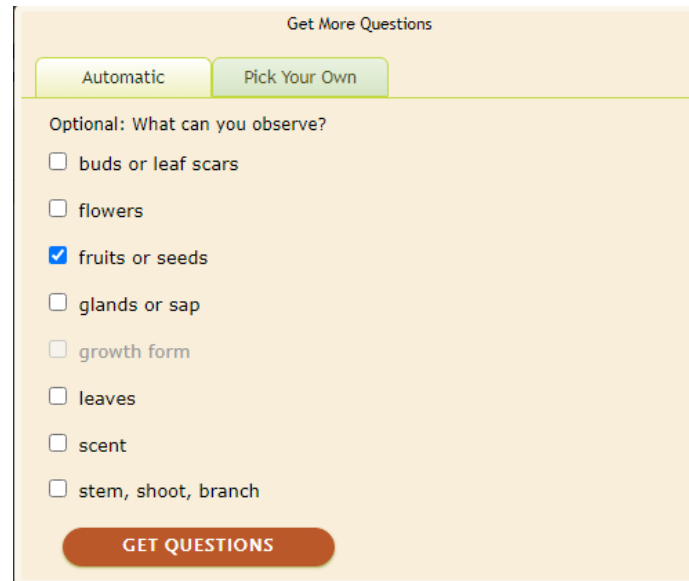 Get More Questions
Automatic
Pick Your Own
Optional: What can you observe?
buds or leaf scars
flowers
fruits or seeds
glands or sap
growth form
leaves
scent
stem, shoot, branch
GET QUESTIONS